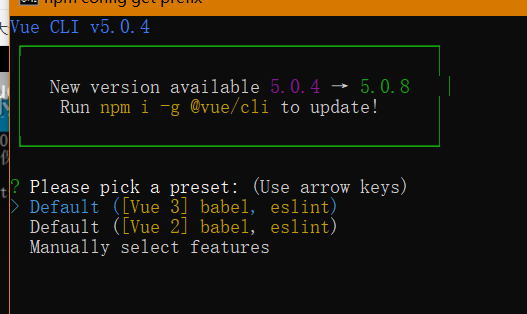 npm config get prefix
Vue CLI v5.0.4
New version available 5.0.4 → 5.0.8
Run npm i -g @vue/cli to update!
? Please pick a preset: (Use arrow keys)
> Default ([Vue 3] babel, eslint)
Default ([Vue 2] babel, eslint)
Manually select features